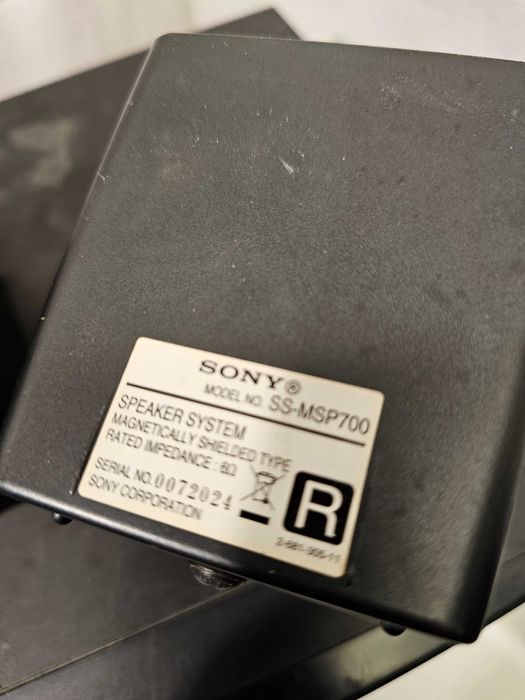 SONY®
MODEL NO. SS-MSP700
SPEAKER SYSTEM
MAGNETICALLY SHIELDED TYPE
RATED IMPEDANCE : 8Ω
SERIAL NO. 0072024
SONY CORPORATION
R